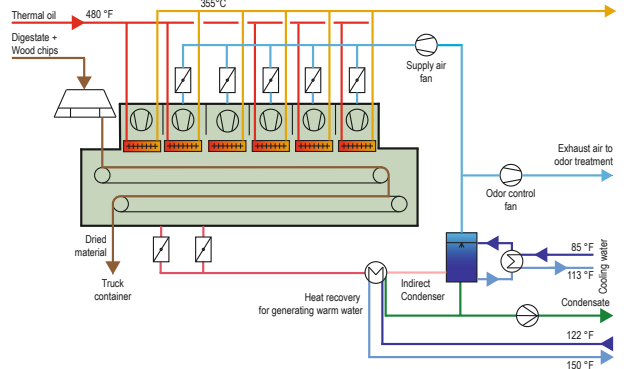 355°C
Thermal oil
480 °F
Digestate +
Wood chips
Supply air
fan
Exhaust air to
odor treatment
Odor control
fan
Dried
material
Truck
container
Heat recovery
for generating warm water
Indirect
Condenser
85 °F
113 °F
Cooling water
Condensate
122 °F
150 °F